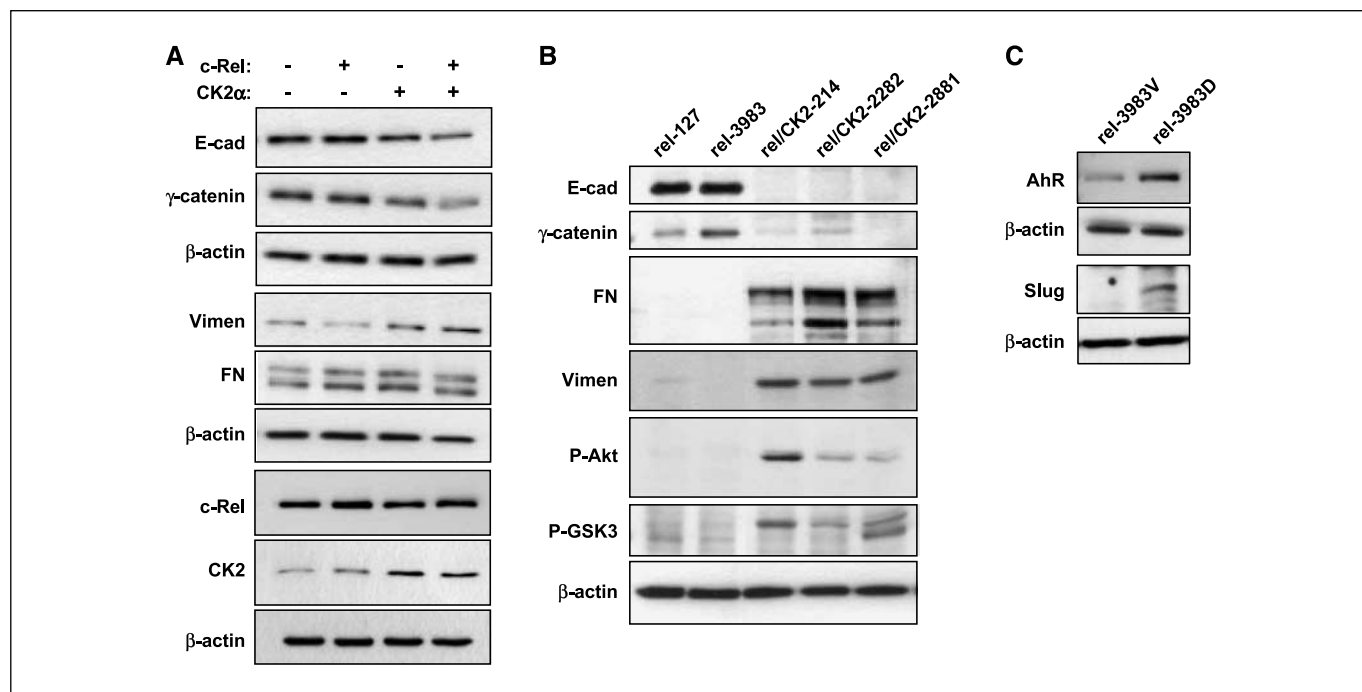 A
c-Rel: - + - +
CK2α: - - + +
E-cad
γ-catenin
β-actin
Vimen
FN
β-actin
c-Rel
CK2
β-actin
B
rel-127 rel-3983 rel/CK2-214 rel/CK2-2282 rel/CK2-2881
E-cad
γ-catenin
FN
Vimen
P-Akt
P-GSK3
β-actin
C
rel-3983V rel-3983D
AhR
β-actin
Slug
β-actin